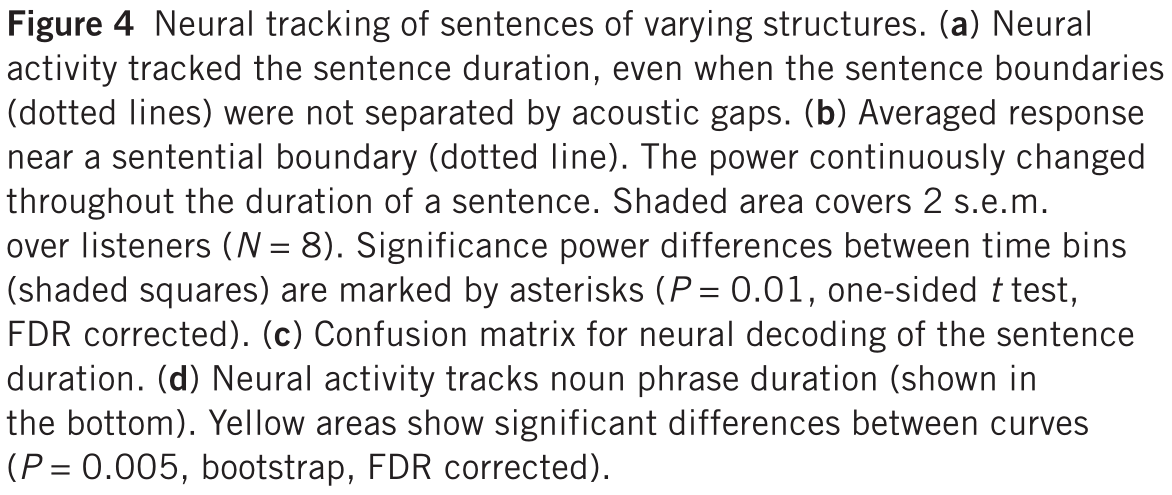 Figure 4 Neural tracking of sentences of varying structures. (a) Neural
activity tracked the sentence duration, even when the sentence boundaries
(dotted lines) were not separated by acoustic gaps. (b) Averaged response
near a sentential boundary (dotted line). The power continuously changed
throughout the duration of a sentence. Shaded area covers 2 s.e.m.
over listeners (N = 8). Significance power differences between time bins
(shaded squares) are marked by asterisks (P = 0.01, one-sided t test,
FDR corrected). (c) Confusion matrix for neural decoding of the sentence
duration. (d) Neural activity tracks noun phrase duration (shown in
the bottom). Yellow areas show significant differences between curves
(P = 0.005, bootstrap, FDR corrected).